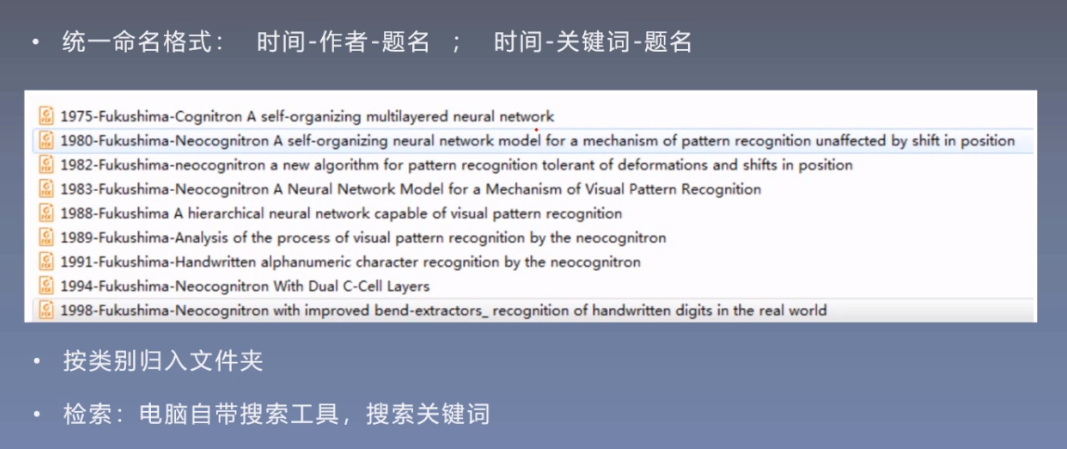 • 统一命名格式： 时间-作者-题名 ； 时间-关键词-题名
1975-Fukushima-Cognitron A self-organizing multilayered neural network
1980-Fukushima-Neocognitron A self-organizing neural network model for a mechanism of pattern recognition unaffected by shift in position
1982-Fukushima-neocognitron a new algorithm for pattern recognition tolerant of deformations and shifts in position
1983-Fukushima-Neocognitron A Neural Network Model for a Mechanism of Visual Pattern Recognition
1988-Fukushima A hierarchical neural network capable of visual pattern recognition
1989-Fukushima-Analysis of the process of visual pattern recognition by the neocognitron
1991-Fukushima-Handwritten alphanumeric character recognition by the neocognitron
1994-Fukushima-Neocognitron With Dual C-Cell Layers
1998-Fukushima-Neocognitron with improved bend-extractors_ recognition of handwritten digits in the real world
• 按类别归入文件夹
• 检索：电脑自带搜索工具，搜索关键词